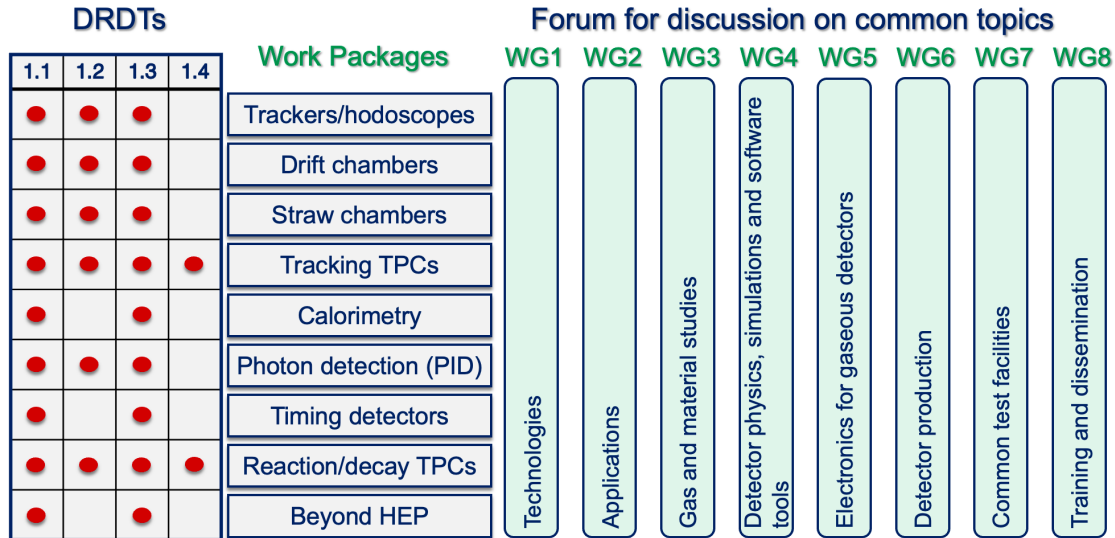 DRDTs
Forum for discussion on common topics
Work Packages
WG1 WG2 WG3 WG4 WG5 WG6 WG7 WG8
1.1 1.2 1.3 1.4
Trackers/hodoscopes
Drift chambers
Straw chambers
Tracking TPCs
Calorimetry
Photon detection (PID)
Timing detectors
Reaction/decay TPCs
Beyond HEP
Technologies
Applications
Gas and material studies
Detector physics, simulations and software
tools
Electronics for gaseous detectors
Detector production
Common test facilities
Training and dissemination